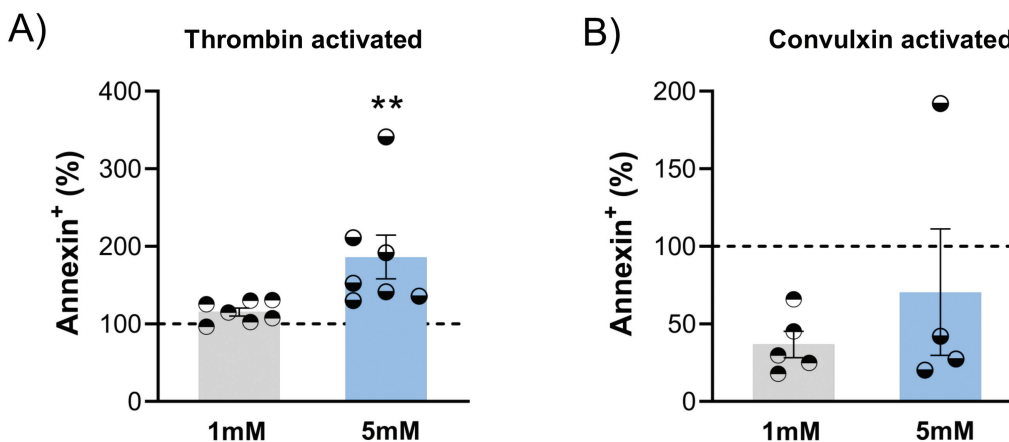 A)
Thrombin activated
Annexin⁺ (%)
400
300
200
100
0
**
1mM
5mM
B)
Convulxin activated
Annexin⁺ (%)
200
150
100
50
0
1mM
5mM